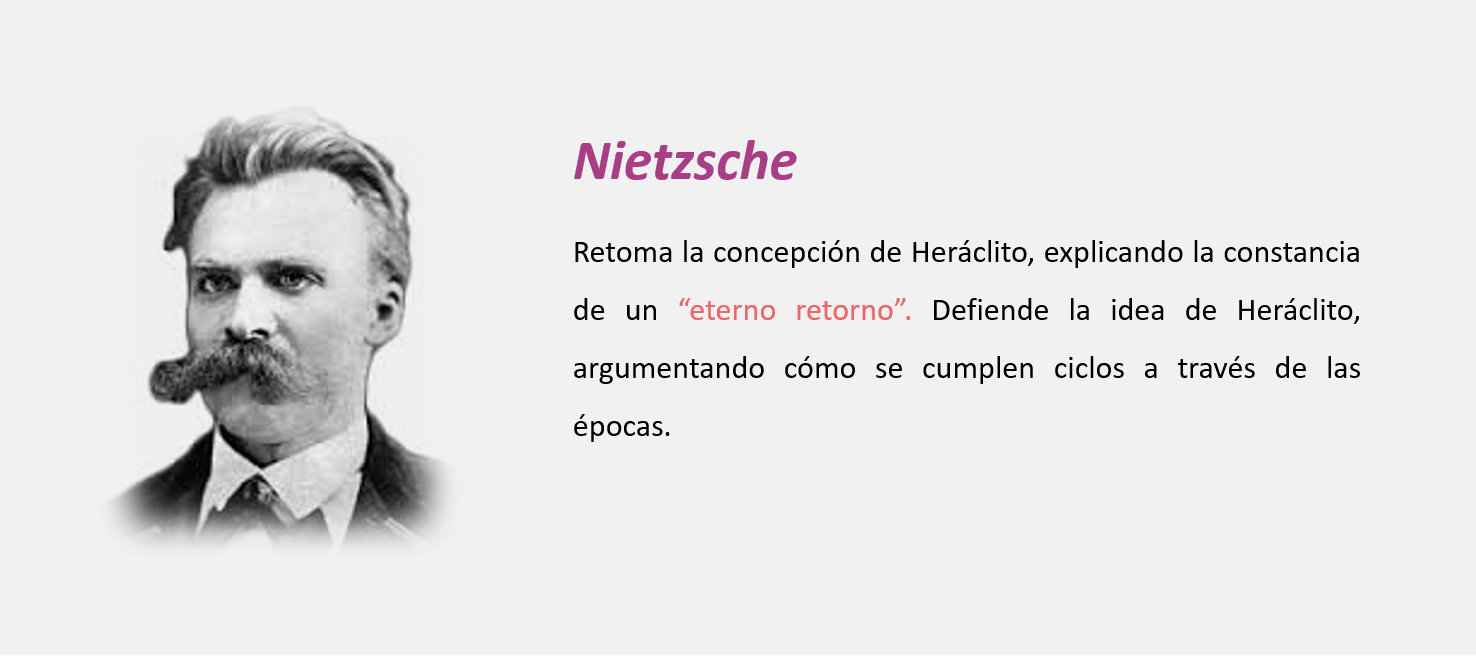 Nietzsche
Retoma la concepción de Heráclito, explicando la constancia
de un “eterno retorno”. Defiende la idea de Heráclito,
argumentando cómo se cumplen ciclos a través de las
épocas.